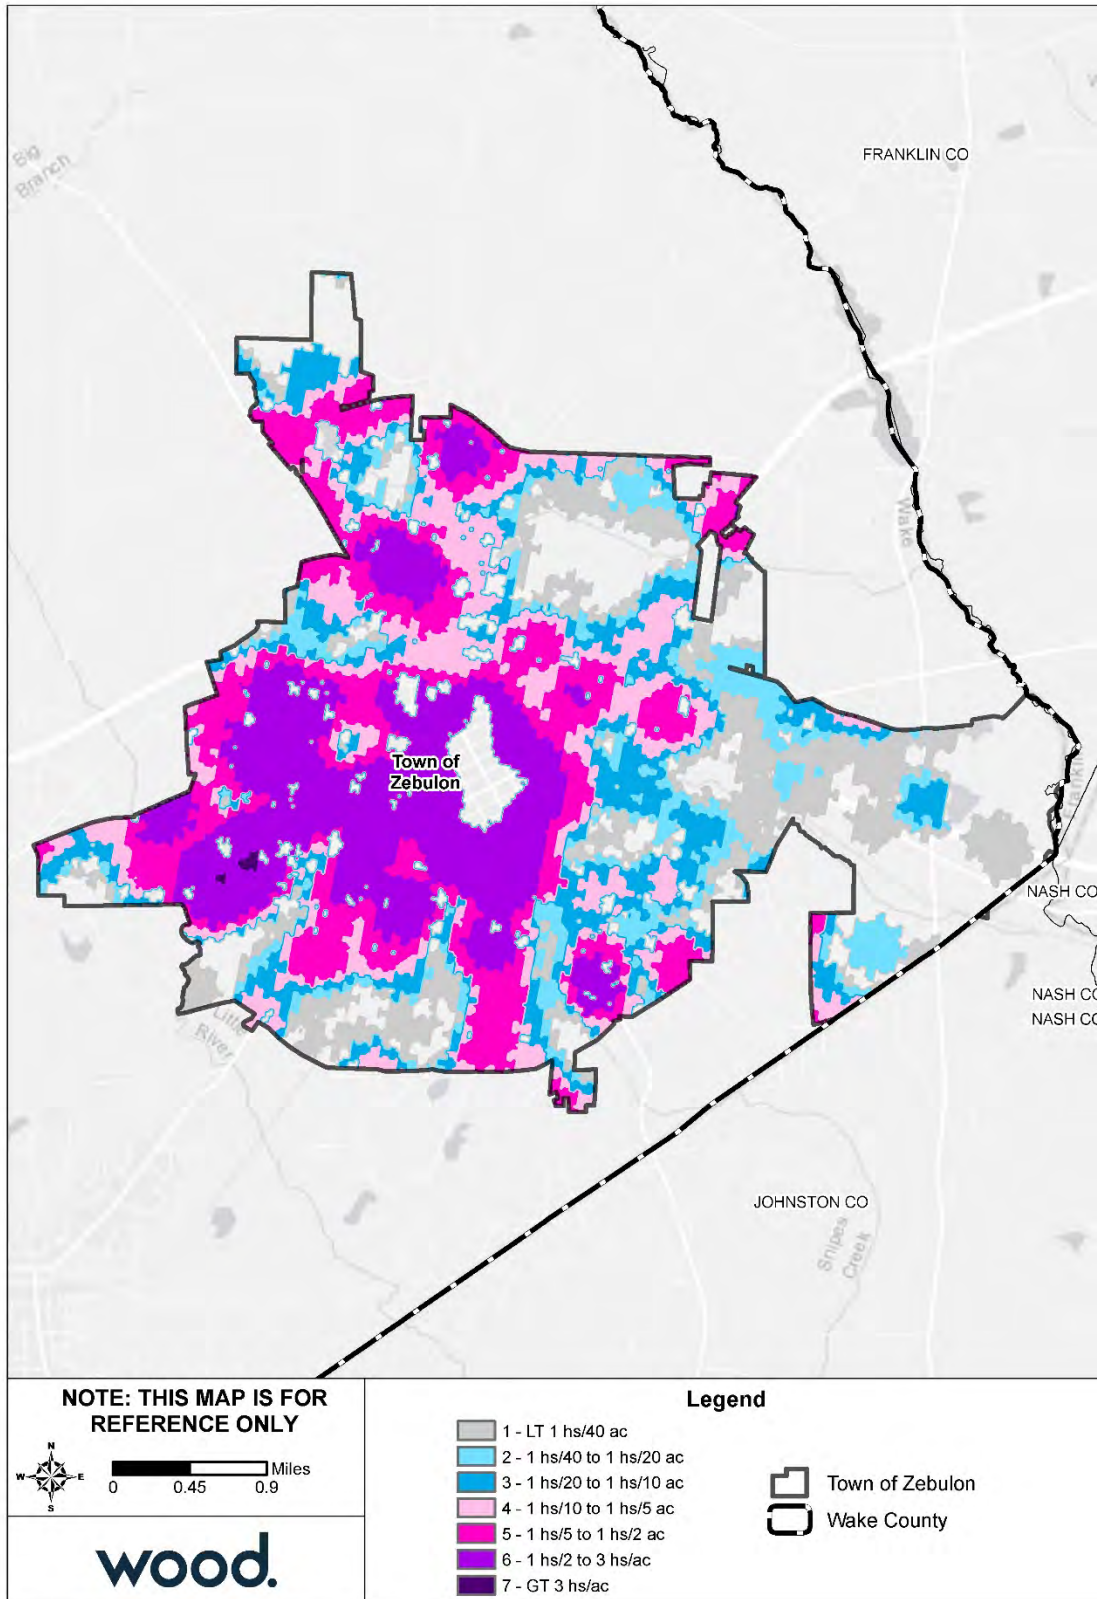 Big
Branch
FRANKLIN CO
Wake
Town of
Zebulon
Franklin
NASH CO
NASH CO
NASH CO
Little
River
JOHNSTON CO
Snipes
Creek
NOTE: THIS MAP IS FOR
REFERENCE ONLY
N
W E
S
Miles
0 0.45 0.9
wood.
Legend
1 - LT 1 hs/40 ac
2 - 1 hs/40 to 1 hs/20 ac
3 - 1 hs/20 to 1 hs/10 ac
4 - 1 hs/10 to 1 hs/5 ac
5 - 1 hs/5 to 1 hs/2 ac
6 - 1 hs/2 to 3 hs/ac
7 - GT 3 hs/ac
Town of Zebulon
Wake County